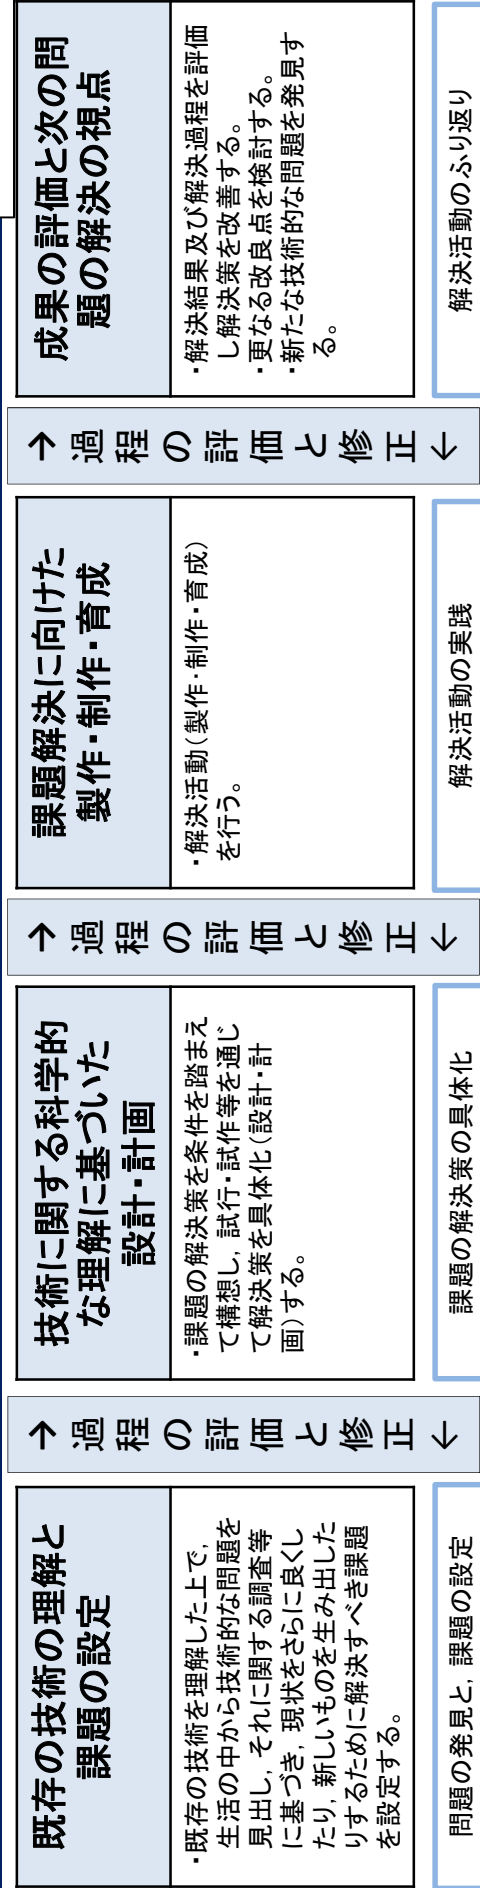 既存の技術の理解と
課題の設定
・既存の技術を理解した上で，
生活の中から技術的な問題を
見出し，それに関する調査等
に基づき，現状をさらに良くし
たり，新しいものを生み出した
りするために解決すべき課題
を設定する。
問題の発見と，課題の設定
→過程の評価と修正←
技術に関する科学的
な理解に基づいた
設計・計画
・課題の解決策を条件を踏まえ
て構想し，試行・試作等を通じ
て解決策を具体化（設計・計
画）する。
課題の解決策の具体化
→過程の評価と修正←
課題解決に向けた
製作・制作・育成
・解決活動（製作・制作・育成）
を行う。
解決活動の実践
→過程の評価と修正←
成果の評価と次の問
題の解決の視点
・解決結果及び解決過程を評価
し解決策を改善する。
・更なる改良点を検討する。
・新たな技術的な問題を発見す
る。
解決活動のふり返り